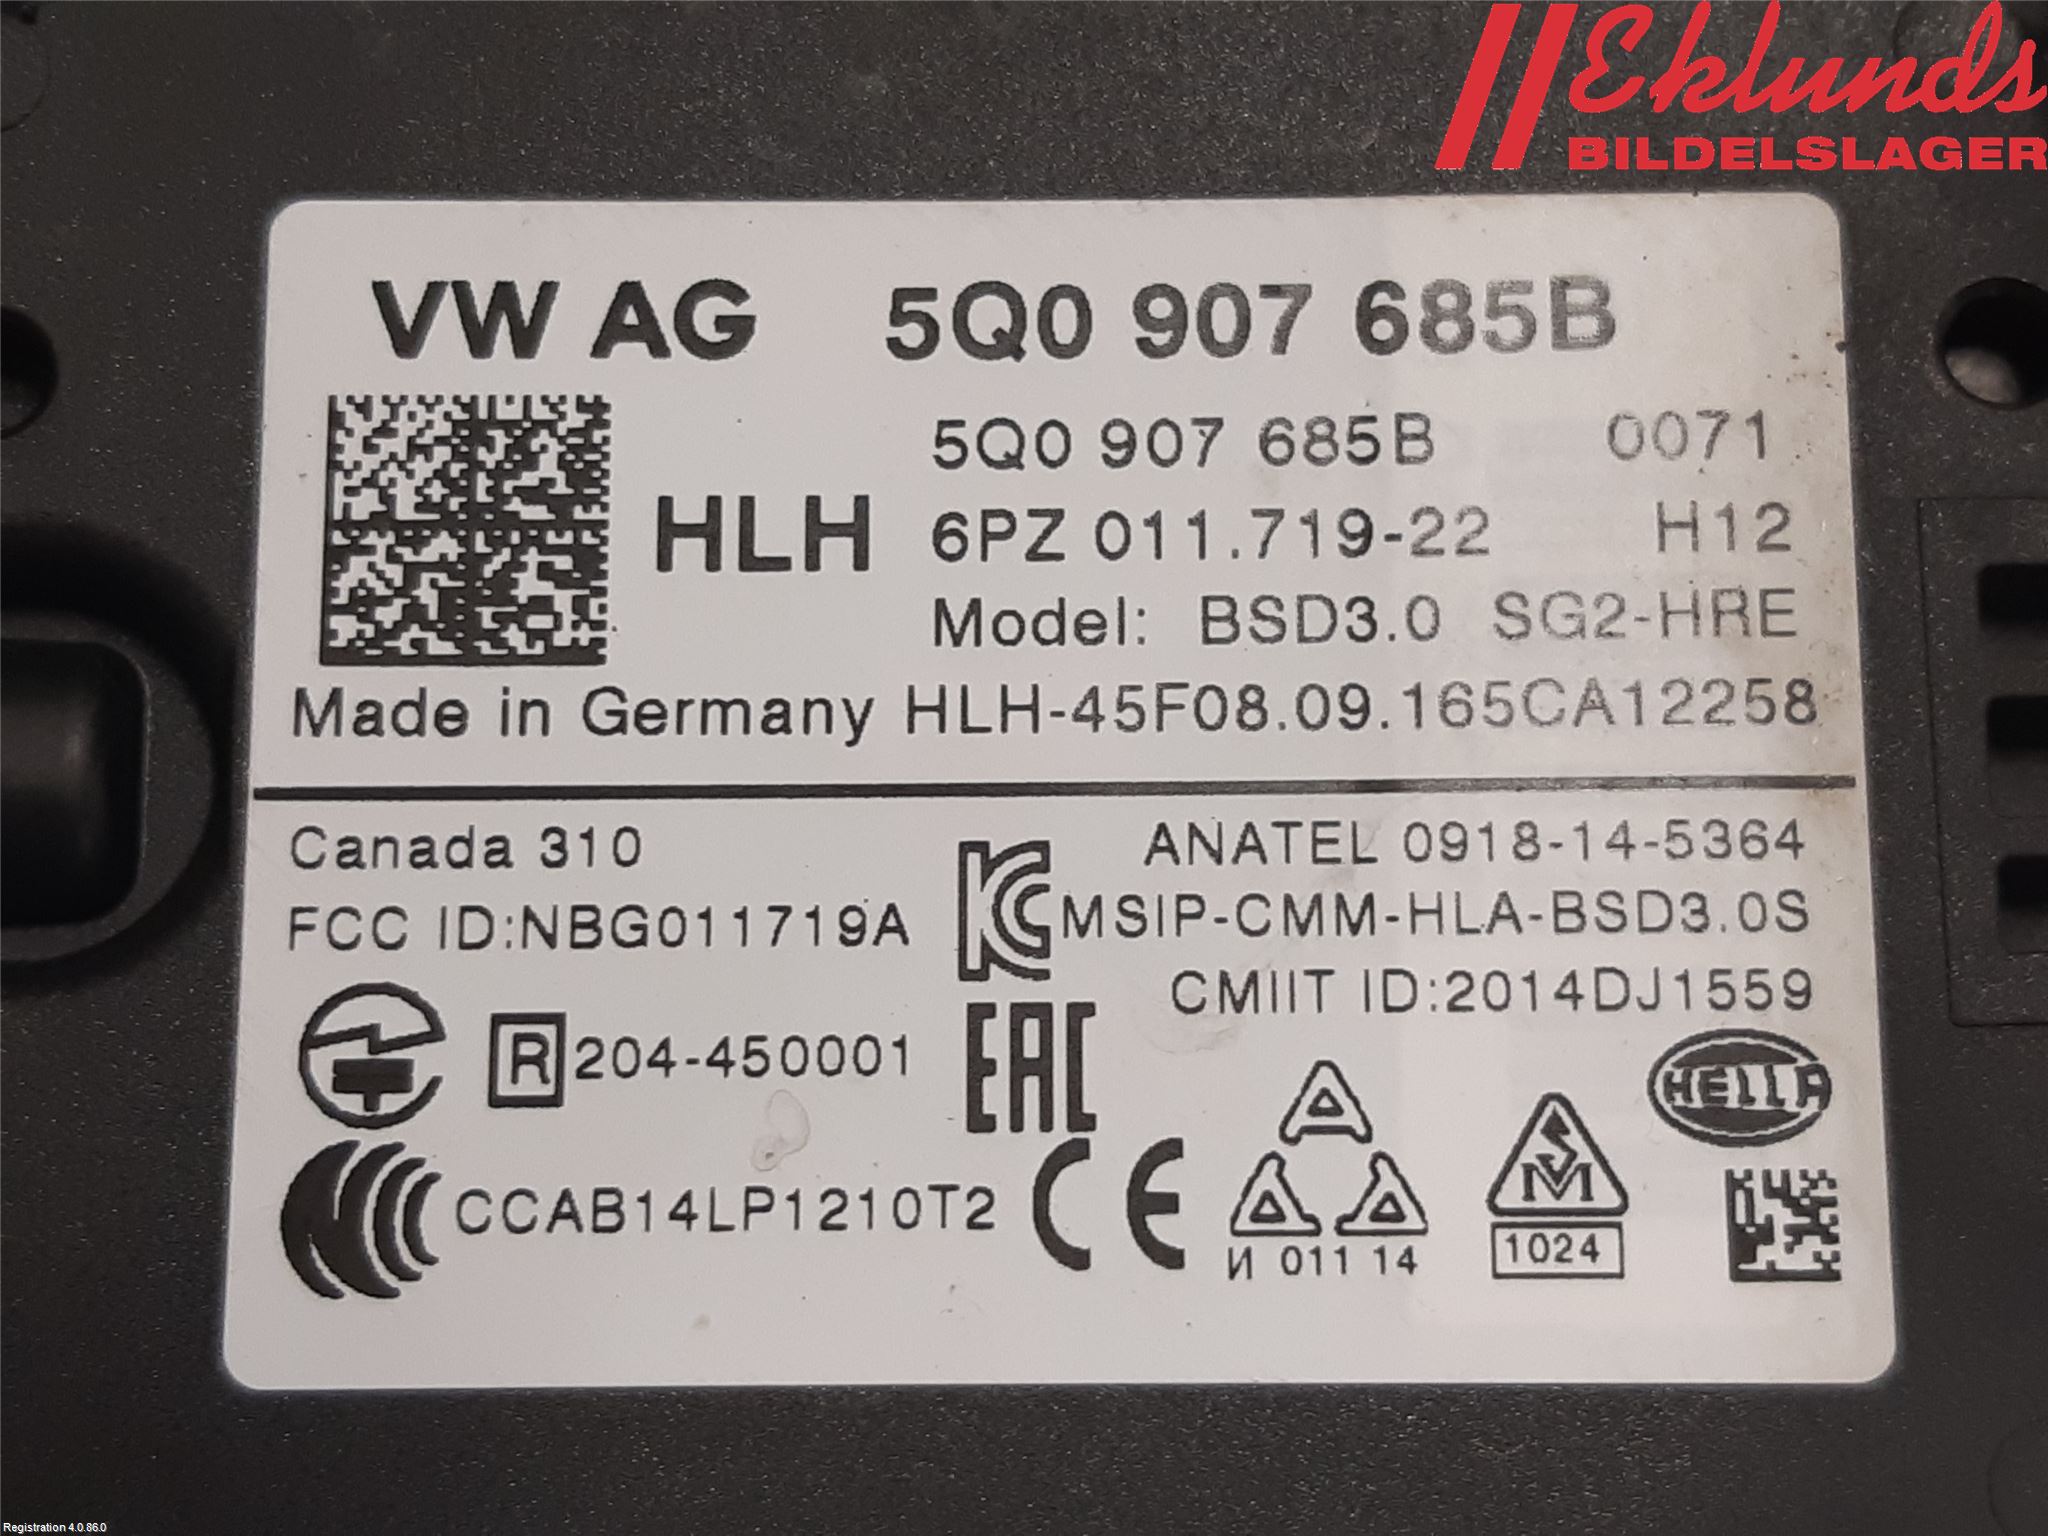 Eklunds
BILDELSLAGER
VW AG 5Q0 907 685B
5Q0 907 685B 0071
HLH 6PZ 011.719-22 H12
Model: BSD3.0 SG2-HRE
Made in Germany HLH-45F08.09.165CA12258
Canada 310
ANATEL 0918-14-5364
FCC ID:NBG011719A
KC MSIP-CMM-HLA-BSD3.0S
CMIIT ID:2014DJ1559
R 204-450001
EAC
HELLA
CCAB14LP1210T2
CE
И 011 14
SM
1024
Registration 4.0.86.0